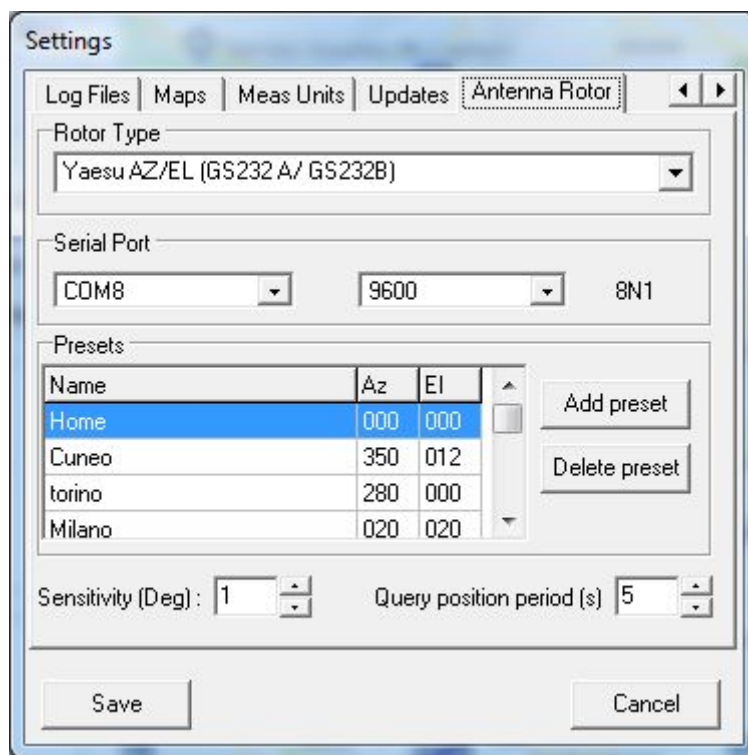 Settings
Log Files Maps Meas Units Updates Antenna Rotor
Rotor Type
Yaesu AZ/EL (GS232 A/ GS232B)
Serial Port
COM8 9600 8N1
Presets
Name Az El
Home 000 000
Cuneo 350 012
torino 280 000
Milano 020 020
Add preset
Delete preset
Sensitivity (Deg) : 1 Query position period (s) 5
Save Cancel